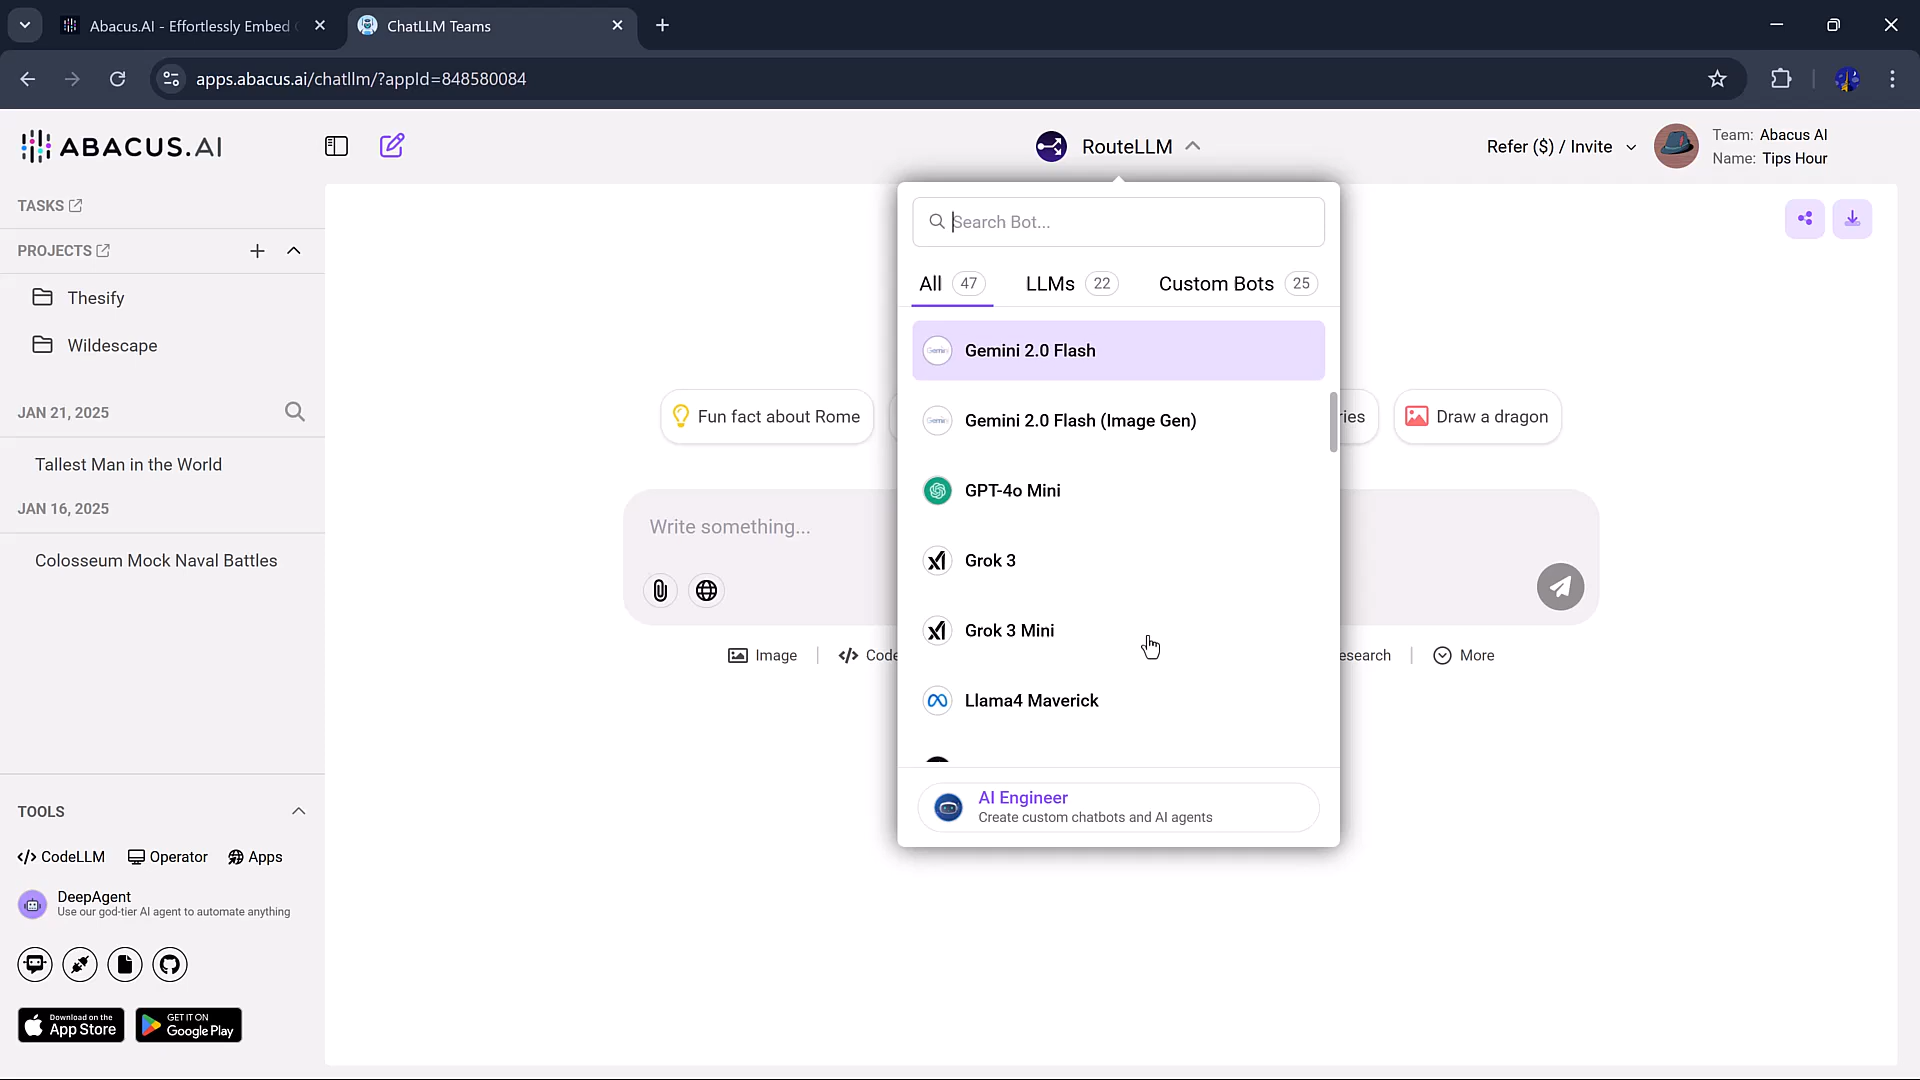 Abacus.AI - Effortlessly Embed
ChatLLM Teams
apps.abacus.ai/chatllm/?appId=848580084
ABACUS.AI
RouteLLM
Refer ($) / Invite
Team: Abacus AI
Name: Tips Hour
TASKS
PROJECTS
Thesify
Wildescape
JAN 21, 2025
Tallest Man in the World
JAN 16, 2025
Colosseum Mock Naval Battles
Search Bot...
All 47
LLMs 22
Custom Bots 25
Gemini 2.0 Flash
Gemini 2.0 Flash (Image Gen)
GPT-4o Mini
Grok 3
Grok 3 Mini
Llama4 Maverick
AI Engineer
Create custom chatbots and AI agents
Fun fact about Rome
ries
Draw a dragon
Write something...
Image
</> Code
esearch
More
TOOLS
</> CodeLLM
Operator
Apps
DeepAgent
Use our god-tier AI agent to automate anything
Download on the
App Store
GET IT ON
Google Play